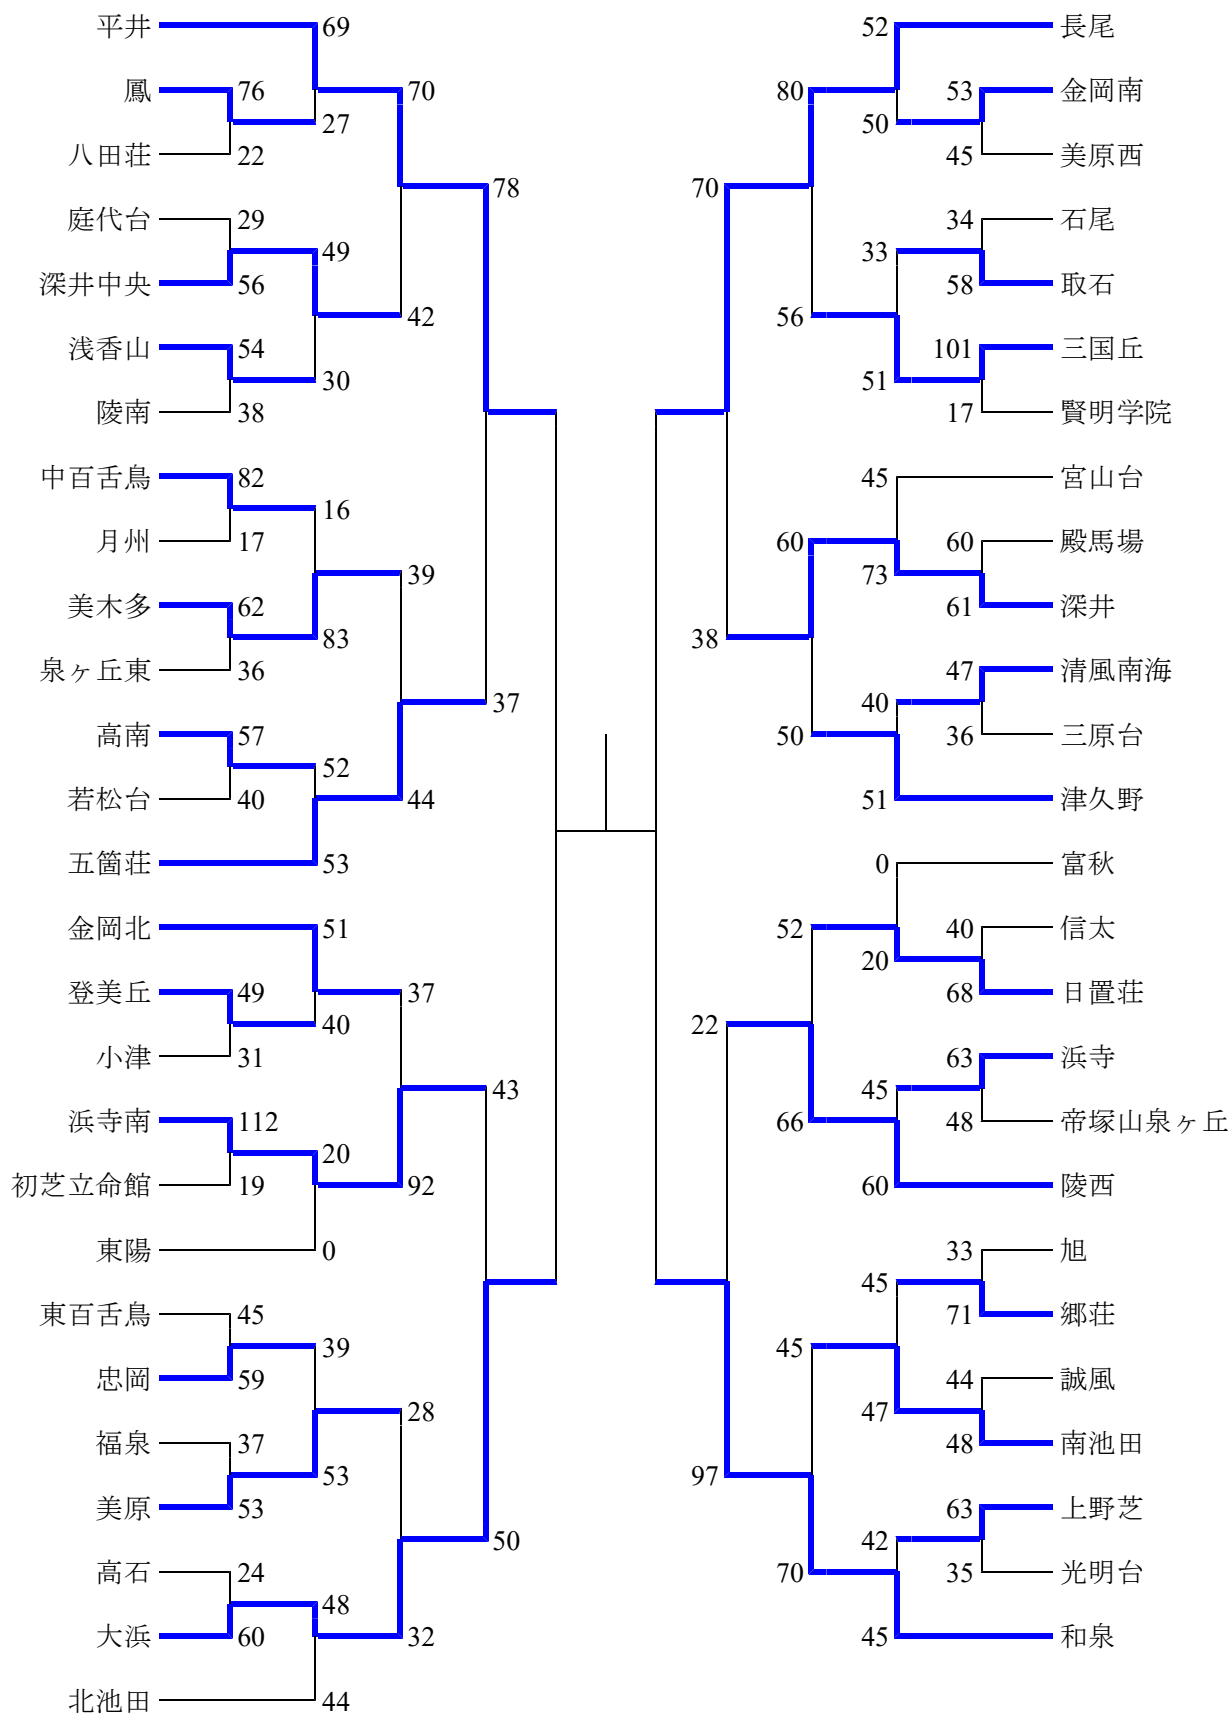 平井 69 52 長尾
鳳 76 70 80 53 金岡南
27 50
八田荘 22 45 美原西
78 70
庭代台 29 34 石尾
49 33
深井中央 56 58 取石
42 56
浅香山 54 101 三国丘
30 51
陵南 38 17 賢明学院
中百舌鳥 82 45 宮山台
16
月州 17 60 60 殿馬場
39 73
美木多 62 61 深井
83 38
泉ヶ丘東 36 47 清風南海
37 40
高南 57 50 36 三原台
52
若松台 40 44 51 津久野
五箇荘 53 0 富秋
金岡北 51 52 40 信太
20
登美丘 49 37 68 日置荘
40 22
小津 31 63 浜寺
43 45
浜寺南 112 66 48 帝塚山泉ヶ丘
20
初芝立命館 19 92 60 陵西
東陽 0 33 旭
45
東百舌鳥 45 71 郷荘
39 45
忠岡 59 44 誠風
28 47
福泉 37 48 南池田
53 97
美原 53 63 上野芝
50 42
高石 24 70 35 光明台
48
大浜 60 32 45 和泉
北池田 44